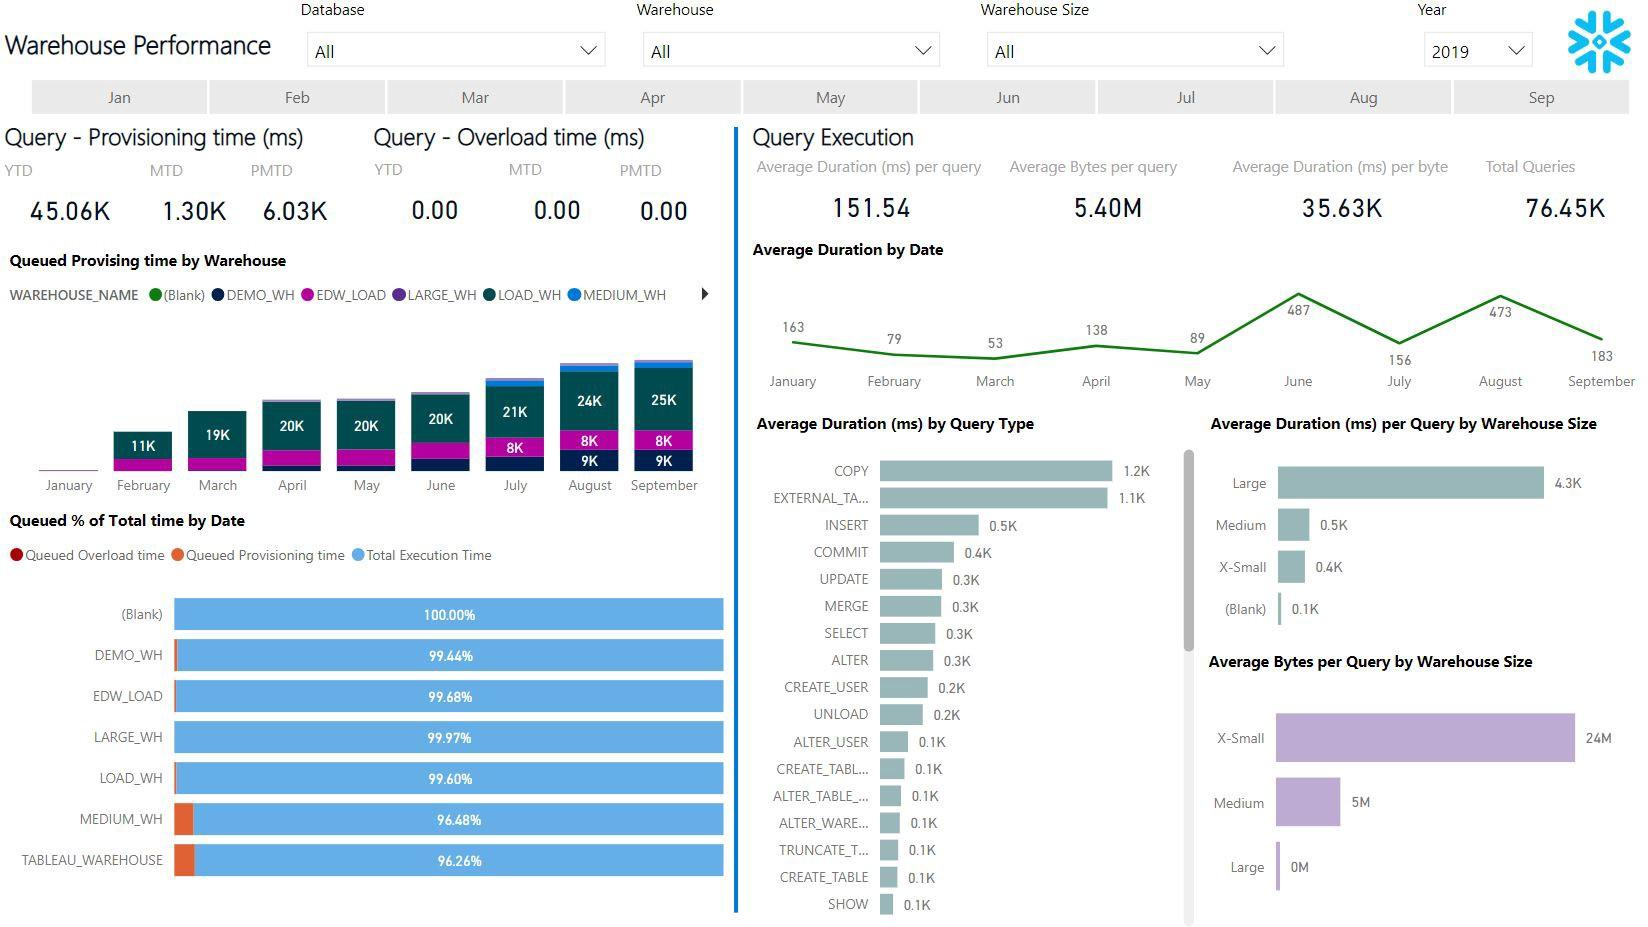 Database
Warehouse
Warehouse Size
Year
Warehouse Performance
All
All
All
2019
Jan
Feb
Mar
Apr
May
Jun
Jul
Aug
Sep
Query - Provisioning time (ms)
YTD
MTD
PMTD
45.06K
1.30K
6.03K
Query - Overload time (ms)
YTD
MTD
PMTD
0.00
0.00
0.00
Queued Provising time by Warehouse
WAREHOUSE_NAME (Blank) DEMO_WH EDW_LOAD LARGE_WH LOAD_WH MEDIUM_WH
11K
19K
20K
20K
20K
21K
8K
24K
8K
9K
25K
8K
9K
January
February
March
April
May
June
July
August
September
Queued % of Total time by Date
Queued Overload time Queued Provisioning time Total Execution Time
(Blank) 100.00%
DEMO_WH 99.44%
EDW_LOAD 99.68%
LARGE_WH 99.97%
LOAD_WH 99.60%
MEDIUM_WH 96.48%
TABLEAU_WAREHOUSE 96.26%
Query Execution
Average Duration (ms) per query
Average Bytes per query
Average Duration (ms) per byte
Total Queries
151.54
5.40M
35.63K
76.45K
Average Duration by Date
163
79
53
138
89
487
156
473
183
January
February
March
April
May
June
July
August
September
Average Duration (ms) by Query Type
COPY 1.2K
EXTERNAL_TA... 1.1K
INSERT 0.5K
COMMIT 0.4K
UPDATE 0.3K
MERGE 0.3K
SELECT 0.3K
ALTER 0.3K
CREATE_USER 0.2K
UNLOAD 0.2K
ALTER_USER 0.1K
CREATE_TABL... 0.1K
ALTER_TABLE_... 0.1K
ALTER_WARE... 0.1K
TRUNCATE_T... 0.1K
CREATE_TABLE 0.1K
SHOW 0.1K
Average Duration (ms) per Query by Warehouse Size
Large 4.3K
Medium 0.5K
X-Small 0.4K
(Blank) 0.1K
Average Bytes per Query by Warehouse Size
X-Small 24M
Medium 5M
Large 0M